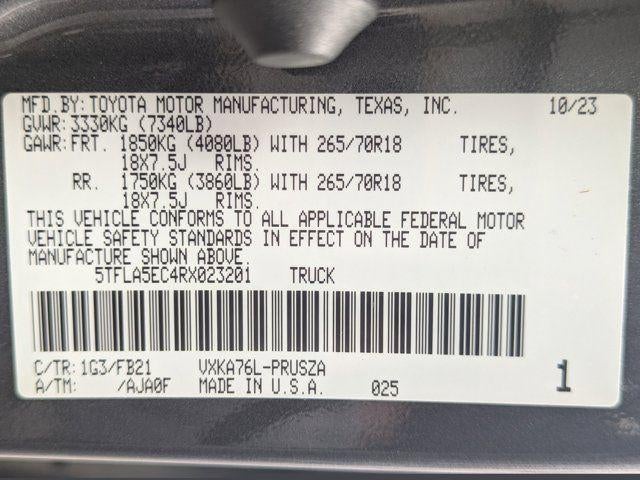 MFD.BY:TOYOTA MOTOR MANUFACTURING, TEXAS, INC. 10/23
GVWR:3330KG (7340LB)
GAWR:FRT. 1850KG (4080LB) WITH 265/70R18 TIRES,
18X7.5J RIMS.
RR. 1750KG (3860LB) WITH 265/70R18 TIRES,
18X7.5J RIMS.
THIS VEHICLE CONFORMS TO ALL APPLICABLE FEDERAL MOTOR
VEHICLE SAFETY STANDARDS IN EFFECT ON THE DATE OF
MANUFACTURE SHOWN ABOVE.
5TFLA5EC4RX023201 TRUCK
C/TR:1G3/FB21 VXKA76L-PRUSZA
A/TM: /AJA0F MADE IN U.S.A. 025 1